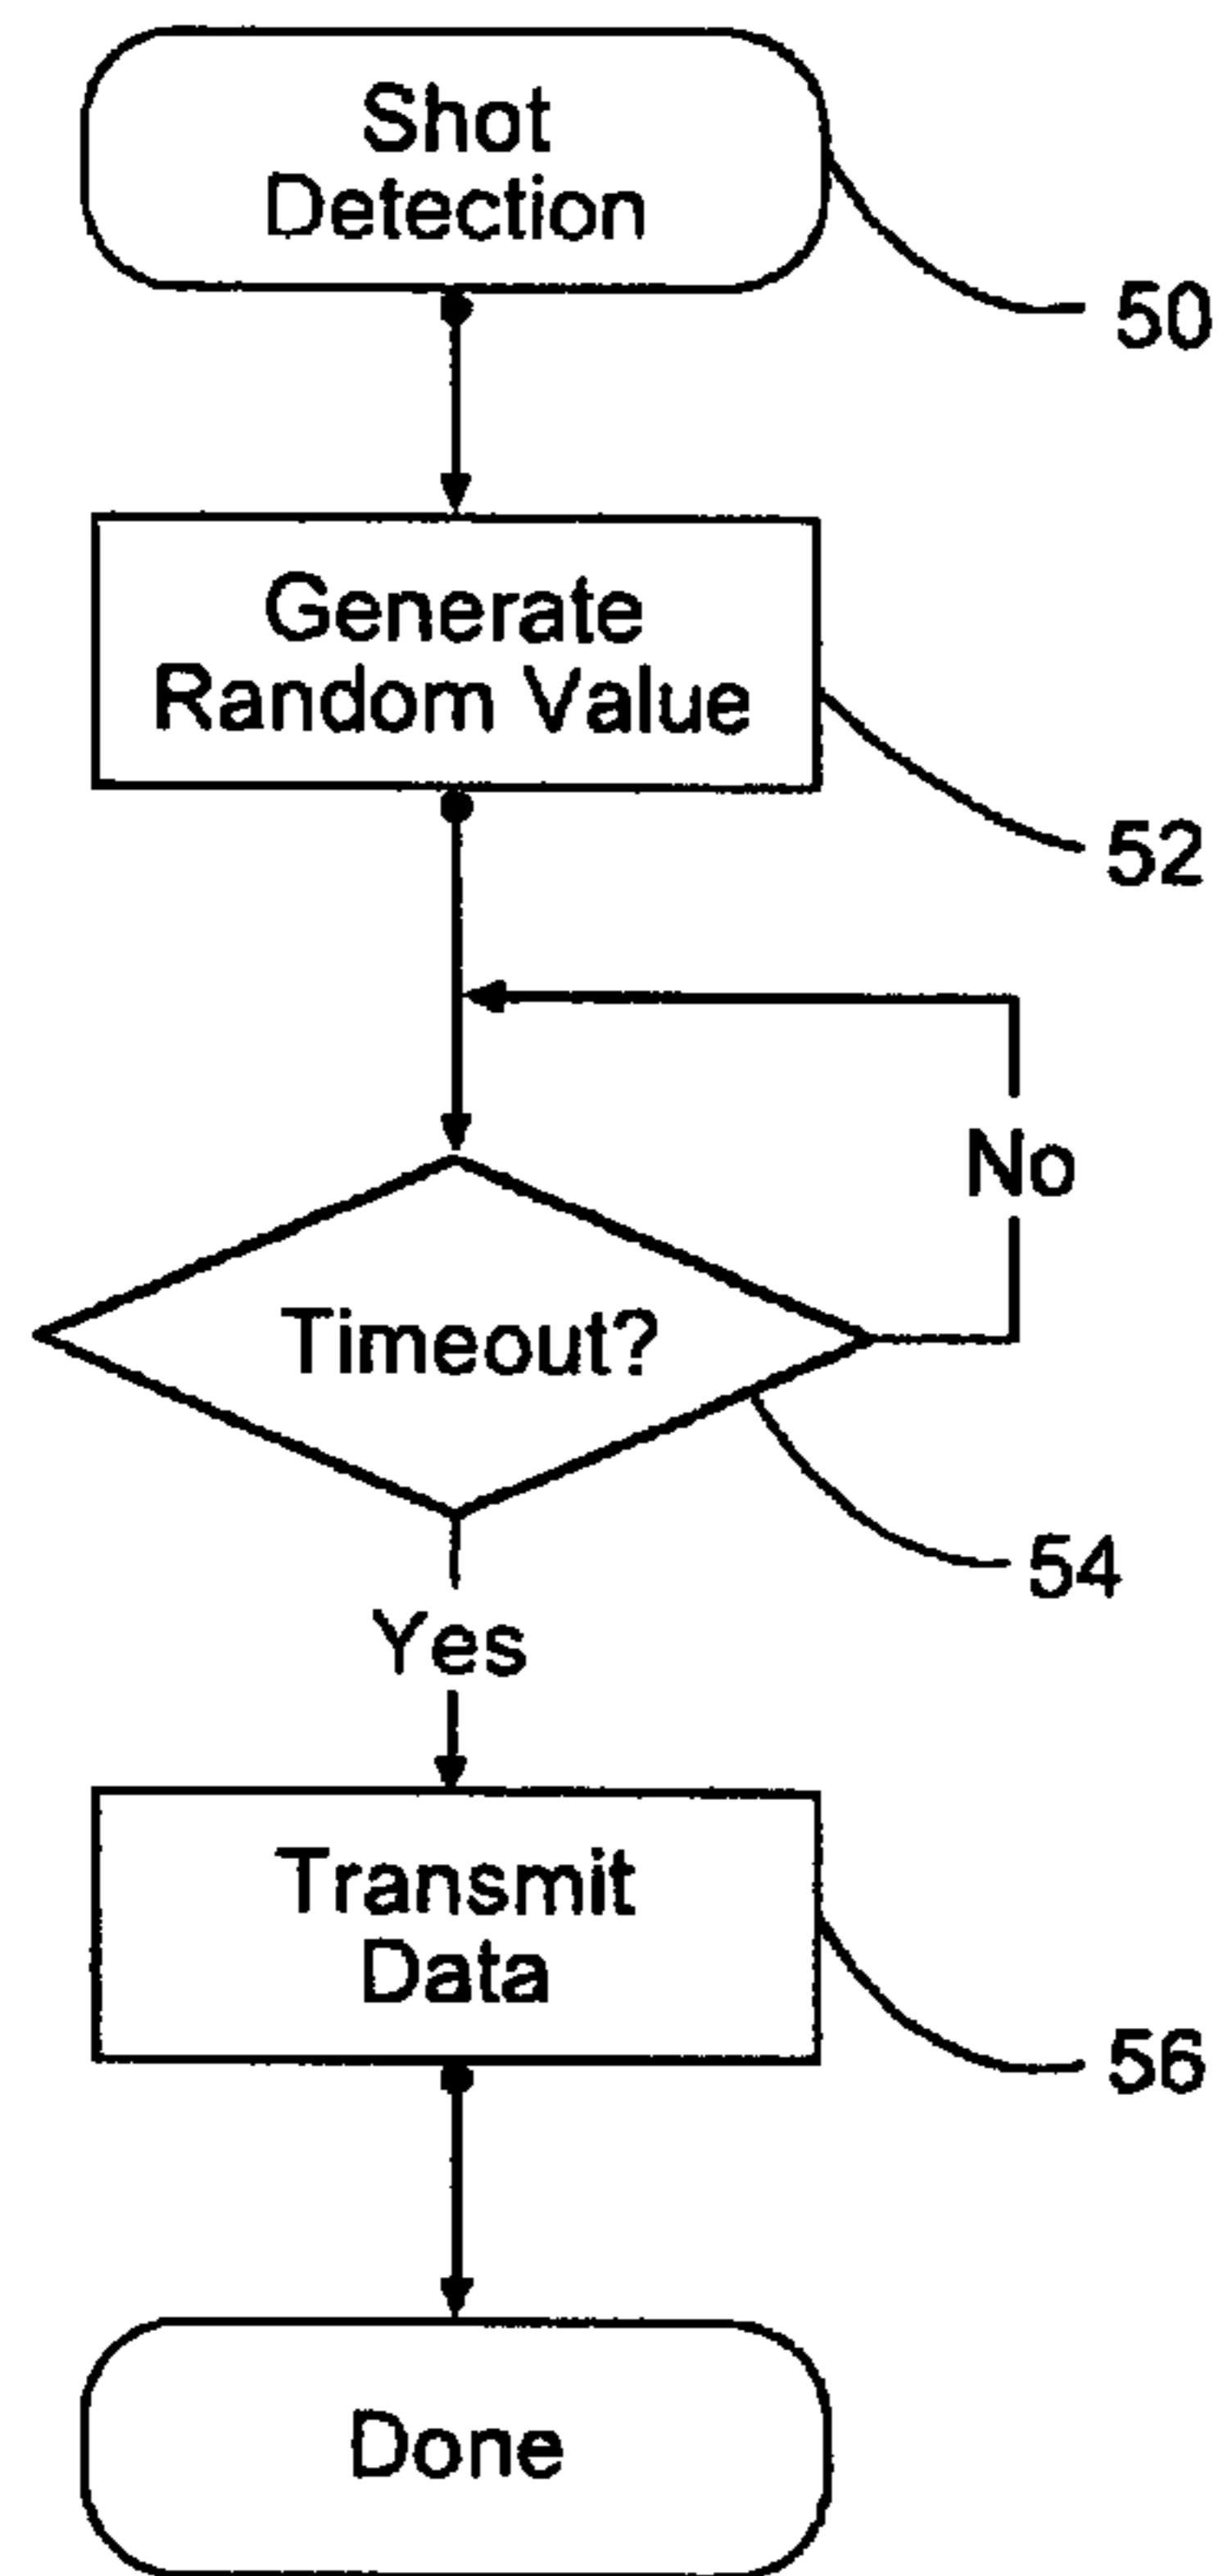 Shot
Detection
50
Generate
Random Value
52
No
Timeout?
54
Yes
Transmit
Data
56
Done